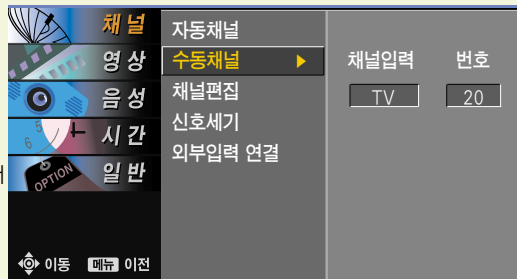 채널
영상
음성
시간
일반
5
6
OPTION
이동 메뉴 이전
자동채널
수동채널
채널편집
신호세기
외부입력 연결
채널입력 번호
TV 20